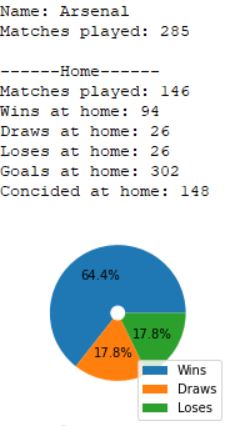 Name: Arsenal
Matches played: 285
------Home------
Matches played: 146
Wins at home: 94
Draws at home: 26
Loses at home: 26
Goals at home: 302
Concided at home: 148
64.4%
17.8%
17.8%
Wins
Draws
Loses